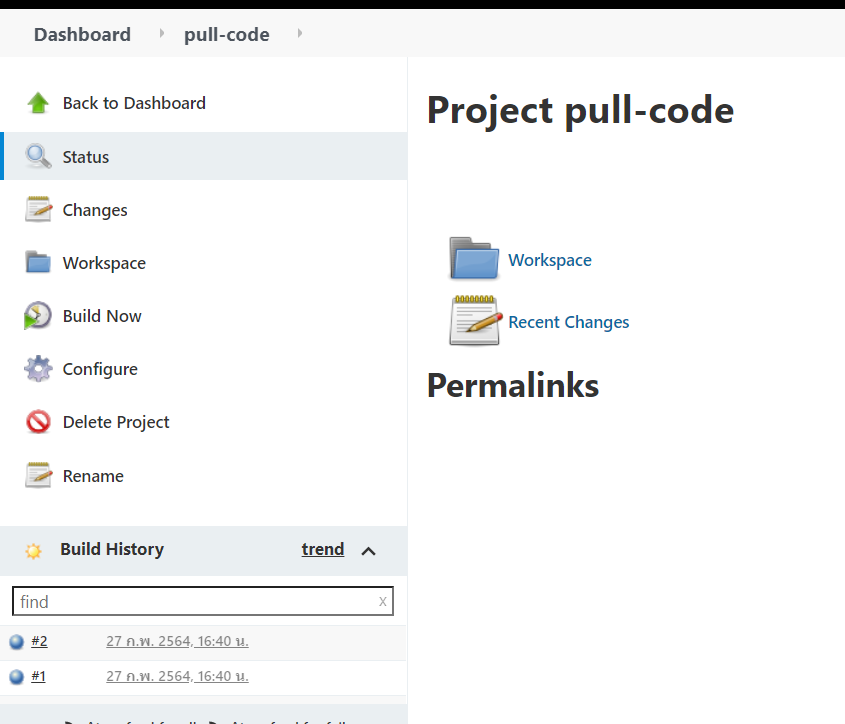 Dashboard pull-code
Back to Dashboard
Status
Changes
Workspace
Build Now
Configure
Delete Project
Rename
Build History trend
find X
#2 27 ก.พ. 2564, 16:40 น.
#1 27 ก.พ. 2564, 16:40 น.
Project pull-code
Workspace
Recent Changes
Permalinks